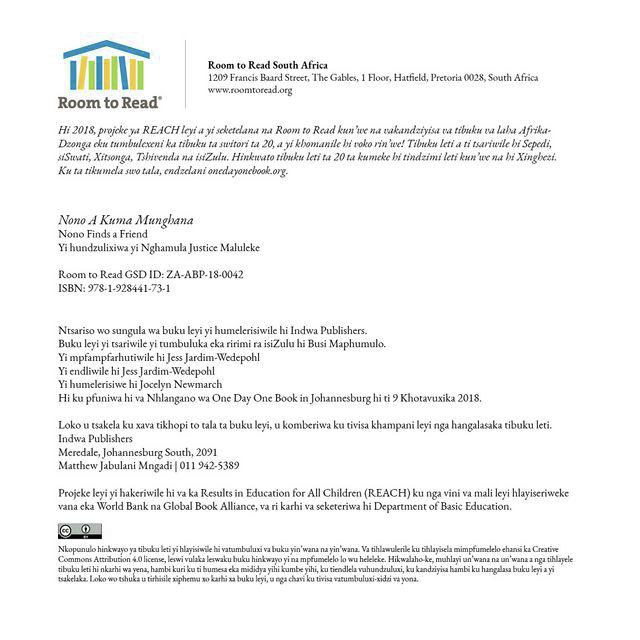 Room to Read®
Room to Read South Africa
1209 Francis Baard Street, The Gables, 1 Floor, Hatfield, Pretoria 0028, South Africa
www.roomtoread.org
Hi 2018, projeke ya REACH leyi a yi seketelana na Room to Read kun'we na vakandziyisa va tibuku va laha Afrika-
Dzonga eku tumbulexeni ka tibuku ta switori ta 20, a yi khomanile hi voko rin'we! Tibuku leti a ti tsariwile hi Sepedi,
siSwati, Xitsonga, Tshivenda na isiZulu. Hinkwato tibuku leti ta 20 ta kumeke hi tindzimi leti kun'we na hi Xinghezi.
Ku ta tikumela swo tala, endzelani onedayonebook.org.
Nono A Kuma Munghana
Nono Finds a Friend
Yi hundzulixiwa yi Nghamula Justice Maluleke
Room to Read GSD ID: ZA-ABP-18-0042
ISBN: 978-1-928441-73-1
Ntsariso wo sungula wa buku leyi yi humelerisiwile hi Indwa Publishers.
Buku leyi yi tsariwile yi tumbuluka eka ririmi ra isiZulu hi Busi Maphumulo.
Yi mpfampfarhutiwile hi Jess Jardim-Wedepohl
Yi endliwile hi Jess Jardim-Wedepohl
Yi humelerisiwe hi Jocelyn Newmarch
Hi ku pfuniwa hi va Nhlangano wa One Day One Book in Johannesburg hi ti 9 Khotavuxika 2018.
Loko u tsakela ku xava tikhopi to tala ta buku leyi, u komberiwa ku tivisa khampani leyi nga hangalasaka tibuku leti.
Indwa Publishers
Meredale, Johannesburg South, 2091
Matthew Jabulani Mngadi | 011 942-5389
Projeke leyi yi hakeriwile hi va ka Results in Education for All Children (REACH) ku nga vini va mali leyi hlayiseriweke
vana eka World Bank na Global Book Alliance, va ri karhi va seketeriwa hi Department of Basic Education.
cc BY
Nkopunulo hinkwayo ya tibuku leti yi hlayisiwile hi vatumbuluxi va buku yin'wana na yin'wana. Va tihlawulerile ku tihlayisela mpimpfumelelo ehansi ka Creative
Commons Attribution 4.0 license, leswi vulaka leswaku buku hinkwayo yi na mpfumelelo lo wu heleleke. Hikwalaho-ke, muhlayi un'wana na un'wana a nga tihlayele
tibuku leti hi nkarhi wa yena, hambi kuri ku ti humesa eka mididya yihi kumbe yihi, ku tiendlela vuhundzuluxi, ku kandziyisa hambi ku hangalasa buku leyi a yi
tsakelaka. Loko wo tshuka u tirhisile xiphemu xo karhi xa buku leyi, u nga chavi ku tivisa vatumbuluxi-xidzi va yona.